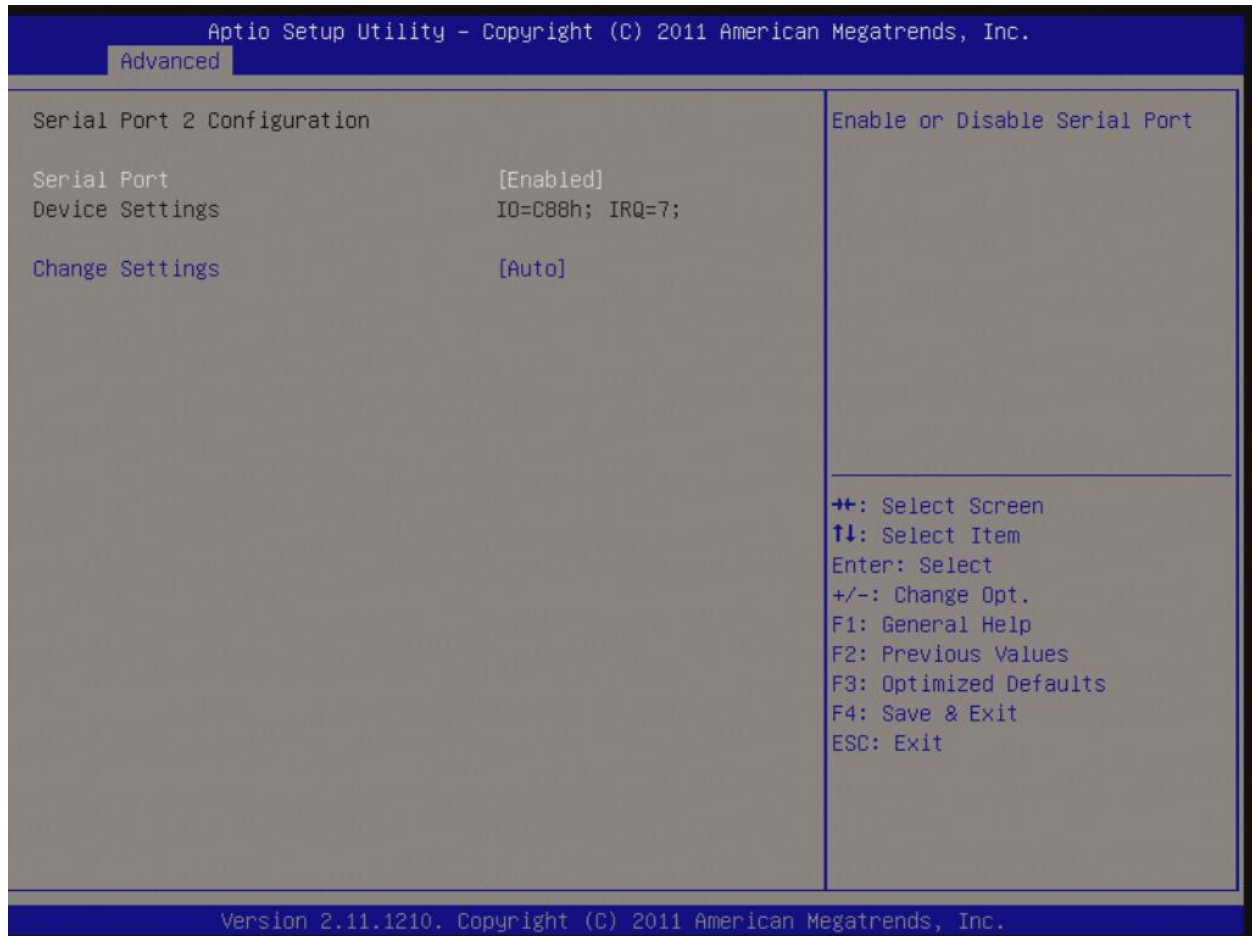 Aptio Setup Utility – Copyright (C) 2011 American Megatrends, Inc.
Advanced
Serial Port 2 Configuration
Serial Port [Enabled]
Device Settings IO=C88h; IRQ=7;
Change Settings [Auto]
Enable or Disable Serial Port
→←: Select Screen
↑↓: Select Item
Enter: Select
+/-: Change Opt.
F1: General Help
F2: Previous Values
F3: Optimized Defaults
F4: Save & Exit
ESC: Exit
Version 2.11.1210. Copyright (C) 2011 American Megatrends, Inc.